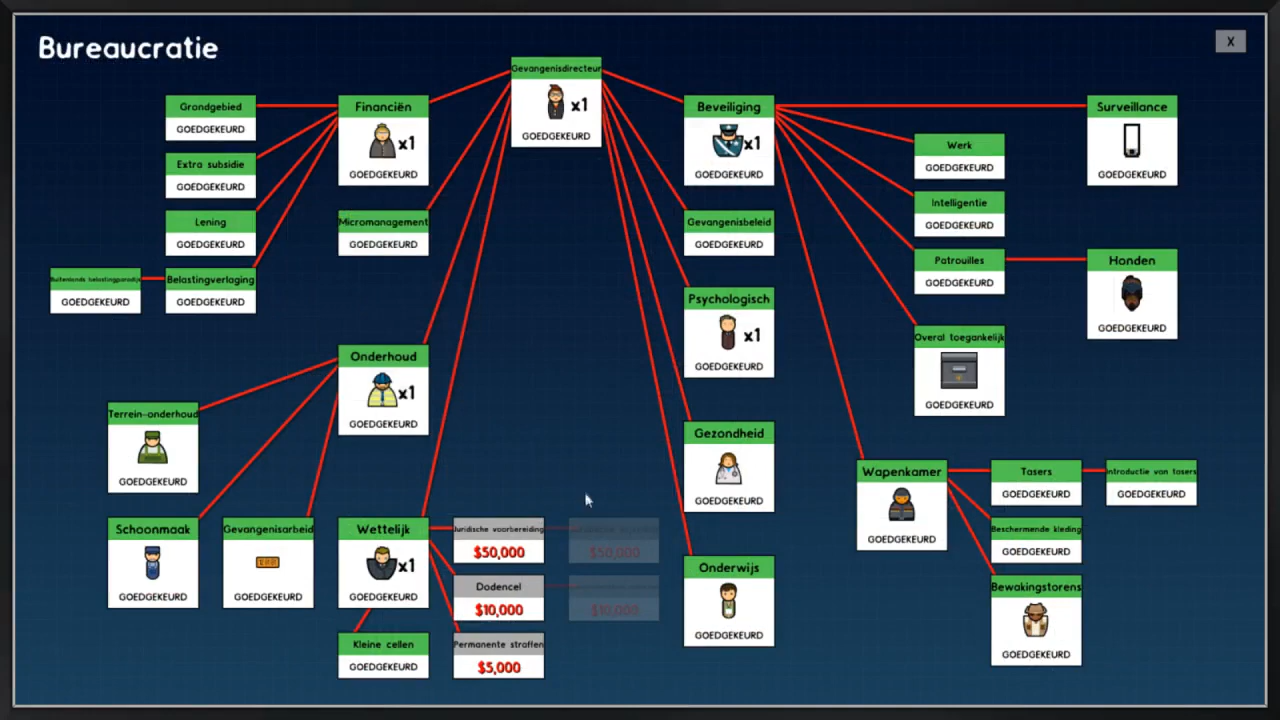 Bureaucratie
X
Gevangenisdirecteur
x1
GOEDGEKEURD
Grondgebied
GOEDGEKEURD
Financiën
x1
GOEDGEKEURD
Beveiliging
x1
GOEDGEKEURD
Surveillance
GOEDGEKEURD
Extra subsidie
GOEDGEKEURD
Werk
GOEDGEKEURD
Lening
GOEDGEKEURD
Micromanagement
GOEDGEKEURD
Gevangenisbeleid
GOEDGEKEURD
Intelligentie
GOEDGEKEURD
Buitenlands belastingparadijs
GOEDGEKEURD
Belastingverlaging
GOEDGEKEURD
Patrouilles
GOEDGEKEURD
Honden
GOEDGEKEURD
Psychologisch
x1
GOEDGEKEURD
Overal toegankelijk
GOEDGEKEURD
Onderhoud
x1
GOEDGEKEURD
Terrein-onderhoud
GOEDGEKEURD
Gezondheid
GOEDGEKEURD
Wapenkamer
GOEDGEKEURD
Tasers
GOEDGEKEURD
Introductie van tasers
GOEDGEKEURD
Schoonmaak
GOEDGEKEURD
Gevangenisarbeid
GOEDGEKEURD
Wettelijk
x1
GOEDGEKEURD
Juridische voorbereiding
$50,000
$50,000
Beschermende kleding
GOEDGEKEURD
Dodencel
$10,000
$10,000
Onderwijs
GOEDGEKEURD
Bewakingstorens
GOEDGEKEURD
Kleine cellen
GOEDGEKEURD
Permanente straffen
$5,000